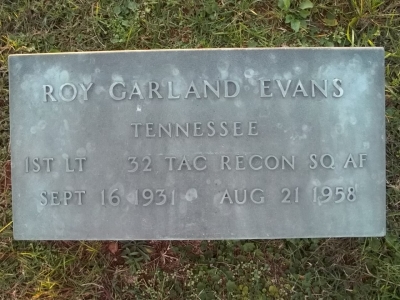 ROY GARLAND EVANS
TENNESSEE
1ST LT 32 TAC RECON SQ AF
SEPT 16 1931 AUG 21 1958